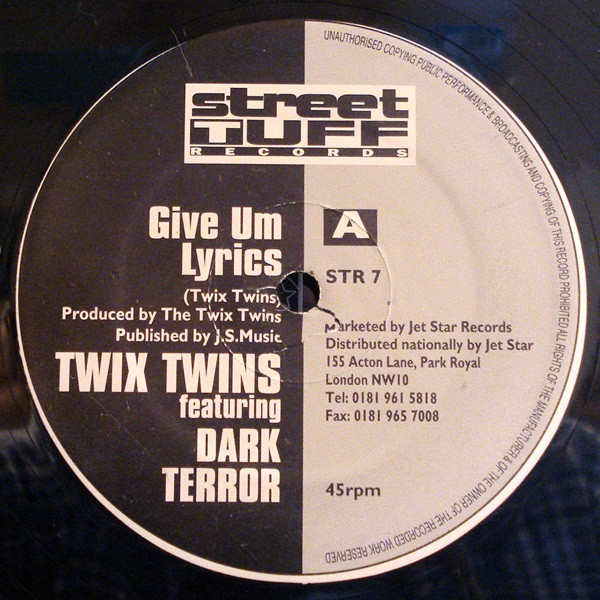 UNAUTHORISED COPYING PUBLIC PERFORMANCE & BROADCASTING AND COPYING OF THIS RECORD PROHIBITED ALL RIGHTS OF THE MANUFACTURER & OF THE OWNER OF THE RECORDED WORK RESERVED
street
TUFF
RECORDS
Give Um
Lyrics
(Twix Twins)
Produced by The Twix Twins
Published by J.S.Music
TWIX TWINS
featuring
DARK
TERROR
A
STR 7
Marketed by Jet Star Records
Distributed nationally by Jet Star
155 Acton Lane, Park Royal
London NW10
Tel: 0181 961 5818
Fax: 0181 965 7008
45rpm